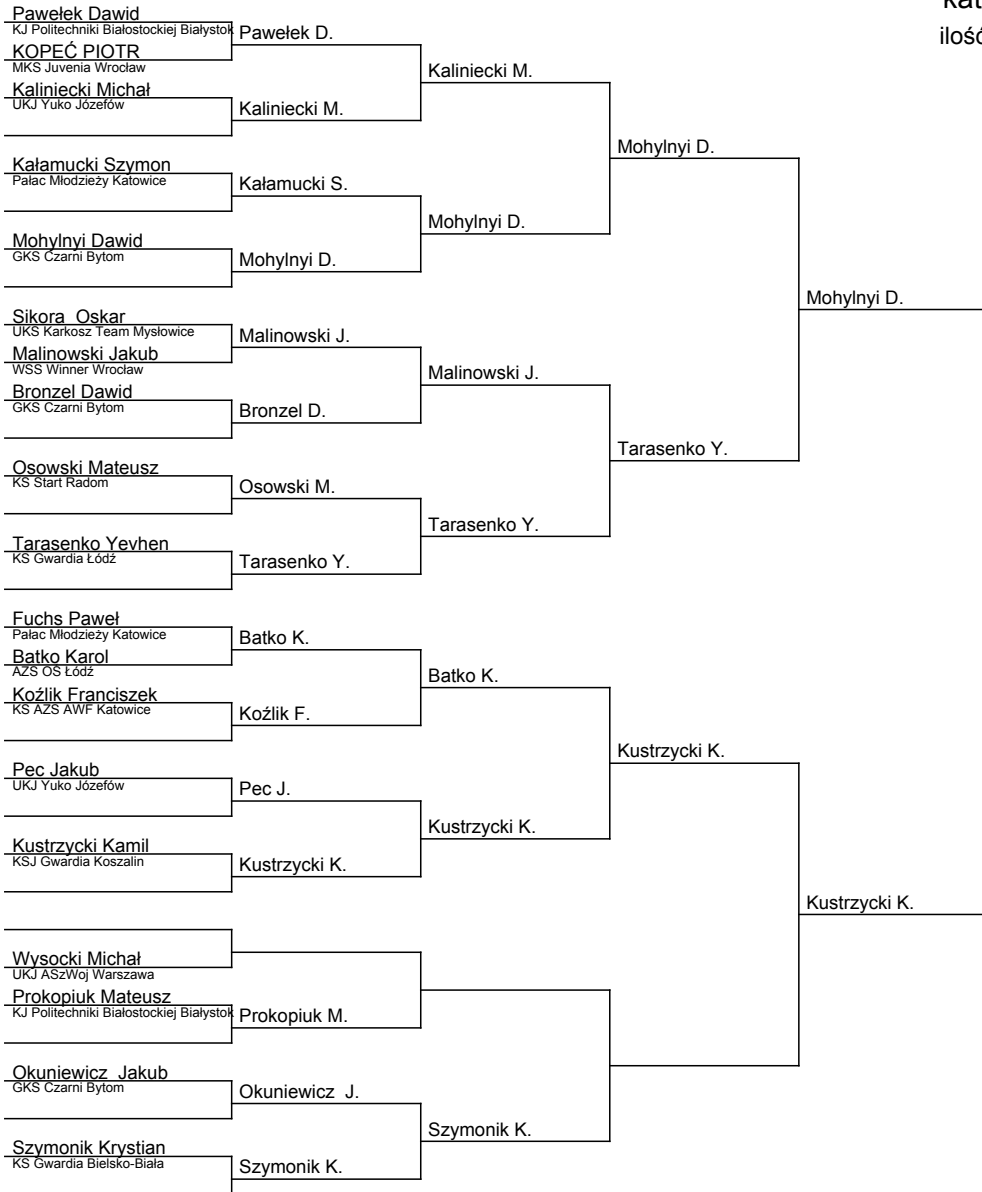 Pawełek Dawid
KJ Politechniki Białostockiej Białystok
KOPEĆ PIOTR
MKS Juvenia Wrocław
Kaliniecki Michał
UKJ Yuko Józefów
Kałamucki Szymon
Pałac Młodzieży Katowice
Mohylnyi Dawid
GKS Czarni Bytom
Sikora Oskar
UKS Karkosz Team Mysłowice
Malinowski Jakub
WSS Winner Wrocław
Bronzel Dawid
GKS Czarni Bytom
Osowski Mateusz
KS Start Radom
Tarasenko Yevhen
KS Gwardia Łódź
Fuchs Paweł
Pałac Młodzieży Katowice
Batko Karol
AZS OŚ Łódź
Koźlik Franciszek
KS AZS AWF Katowice
Pec Jakub
UKJ Yuko Józefów
Kustrzycki Kamil
KSJ Gwardia Koszalin
Wysocki Michał
UKJ ASzWoj Warszawa
Prokopiuk Mateusz
KJ Politechniki Białostockiej Białystok
Okuniewicz Jakub
GKS Czarni Bytom
Szymonik Krystian
KS Gwardia Bielsko-Biała
Pawełek D.
Kaliniecki M.
Kałamucki S.
Mohylnyi D.
Malinowski J.
Bronzel D.
Osowski M.
Tarasenko Y.
Batko K.
Koźlik F.
Pec J.
Kustrzycki K.
Prokopiuk M.
Okuniewicz J.
Szymonik K.
Kaliniecki M.
Mohylnyi D.
Malinowski J.
Tarasenko Y.
Batko K.
Kustrzycki K.
Szymonik K.
Mohylnyi D.
Tarasenko Y.
Kustrzycki K.
Mohylnyi D.
Kustrzycki K.
kat
ilość